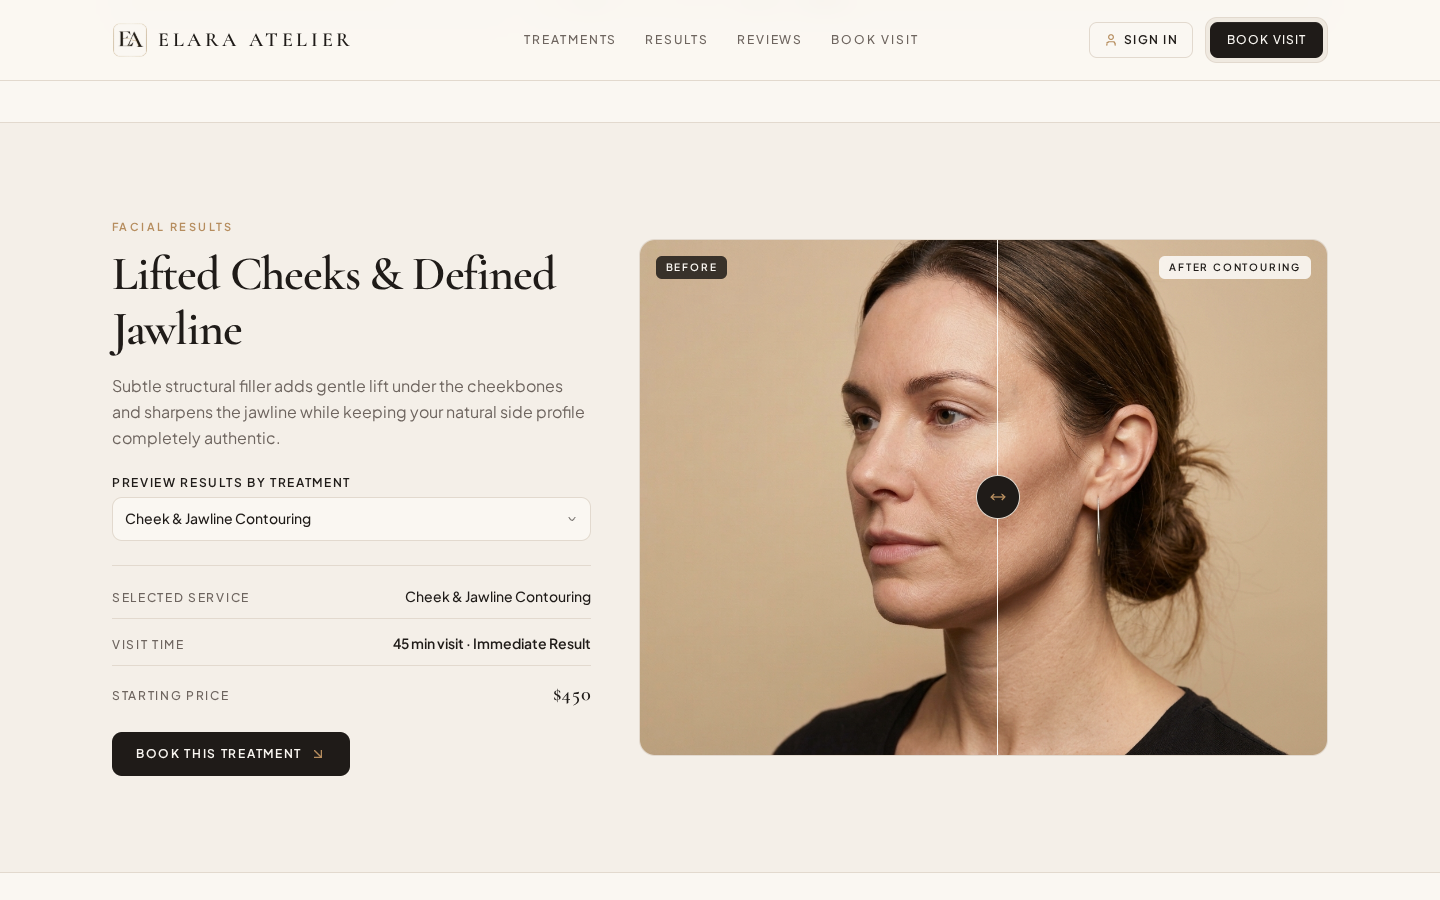 ELARA ATELIER
TREATMENTS
RESULTS
REVIEWS
BOOK VISIT
SIGN IN
BOOK VISIT
FACIAL RESULTS
Lifted Cheeks & Defined
Jawline
Subtle structural filler adds gentle lift under the cheekbones
and sharpens the jawline while keeping your natural side profile
completely authentic.
PREVIEW RESULTS BY TREATMENT
Cheek & Jawline Contouring
SELECTED SERVICE
Cheek & Jawline Contouring
VISIT TIME
45 min visit · Immediate Result
STARTING PRICE
$450
BOOK THIS TREATMENT
BEFORE
AFTER CONTOURING